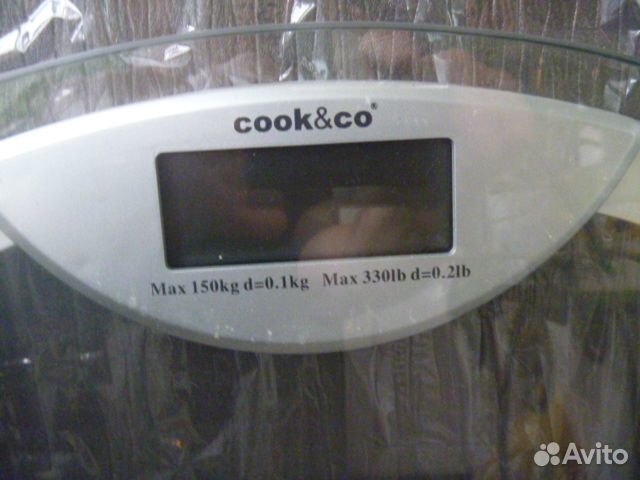 cook&co®
Max 150kg d=0.1kg Max 330lb d=0.2lb
Avito